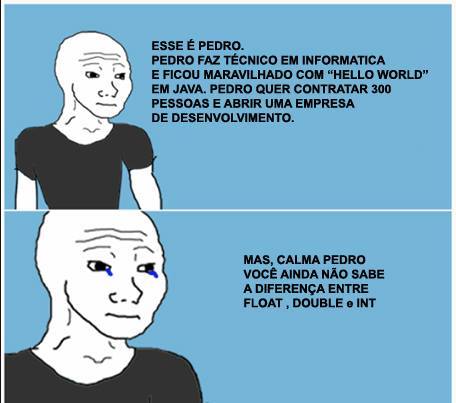 ESSE É PEDRO.
PEDRO FAZ TÉCNICO EM INFORMATICA
E FICOU MARAVILHADO COM “HELLO WORLD”
EM JAVA. PEDRO QUER CONTRATAR 300
PESSOAS E ABRIR UMA EMPRESA
DE DESENVOLVIMENTO.
MAS, CALMA PEDRO
VOCÊ AINDA NÃO SABE
A DIFERENÇA ENTRE
FLOAT , DOUBLE e INT